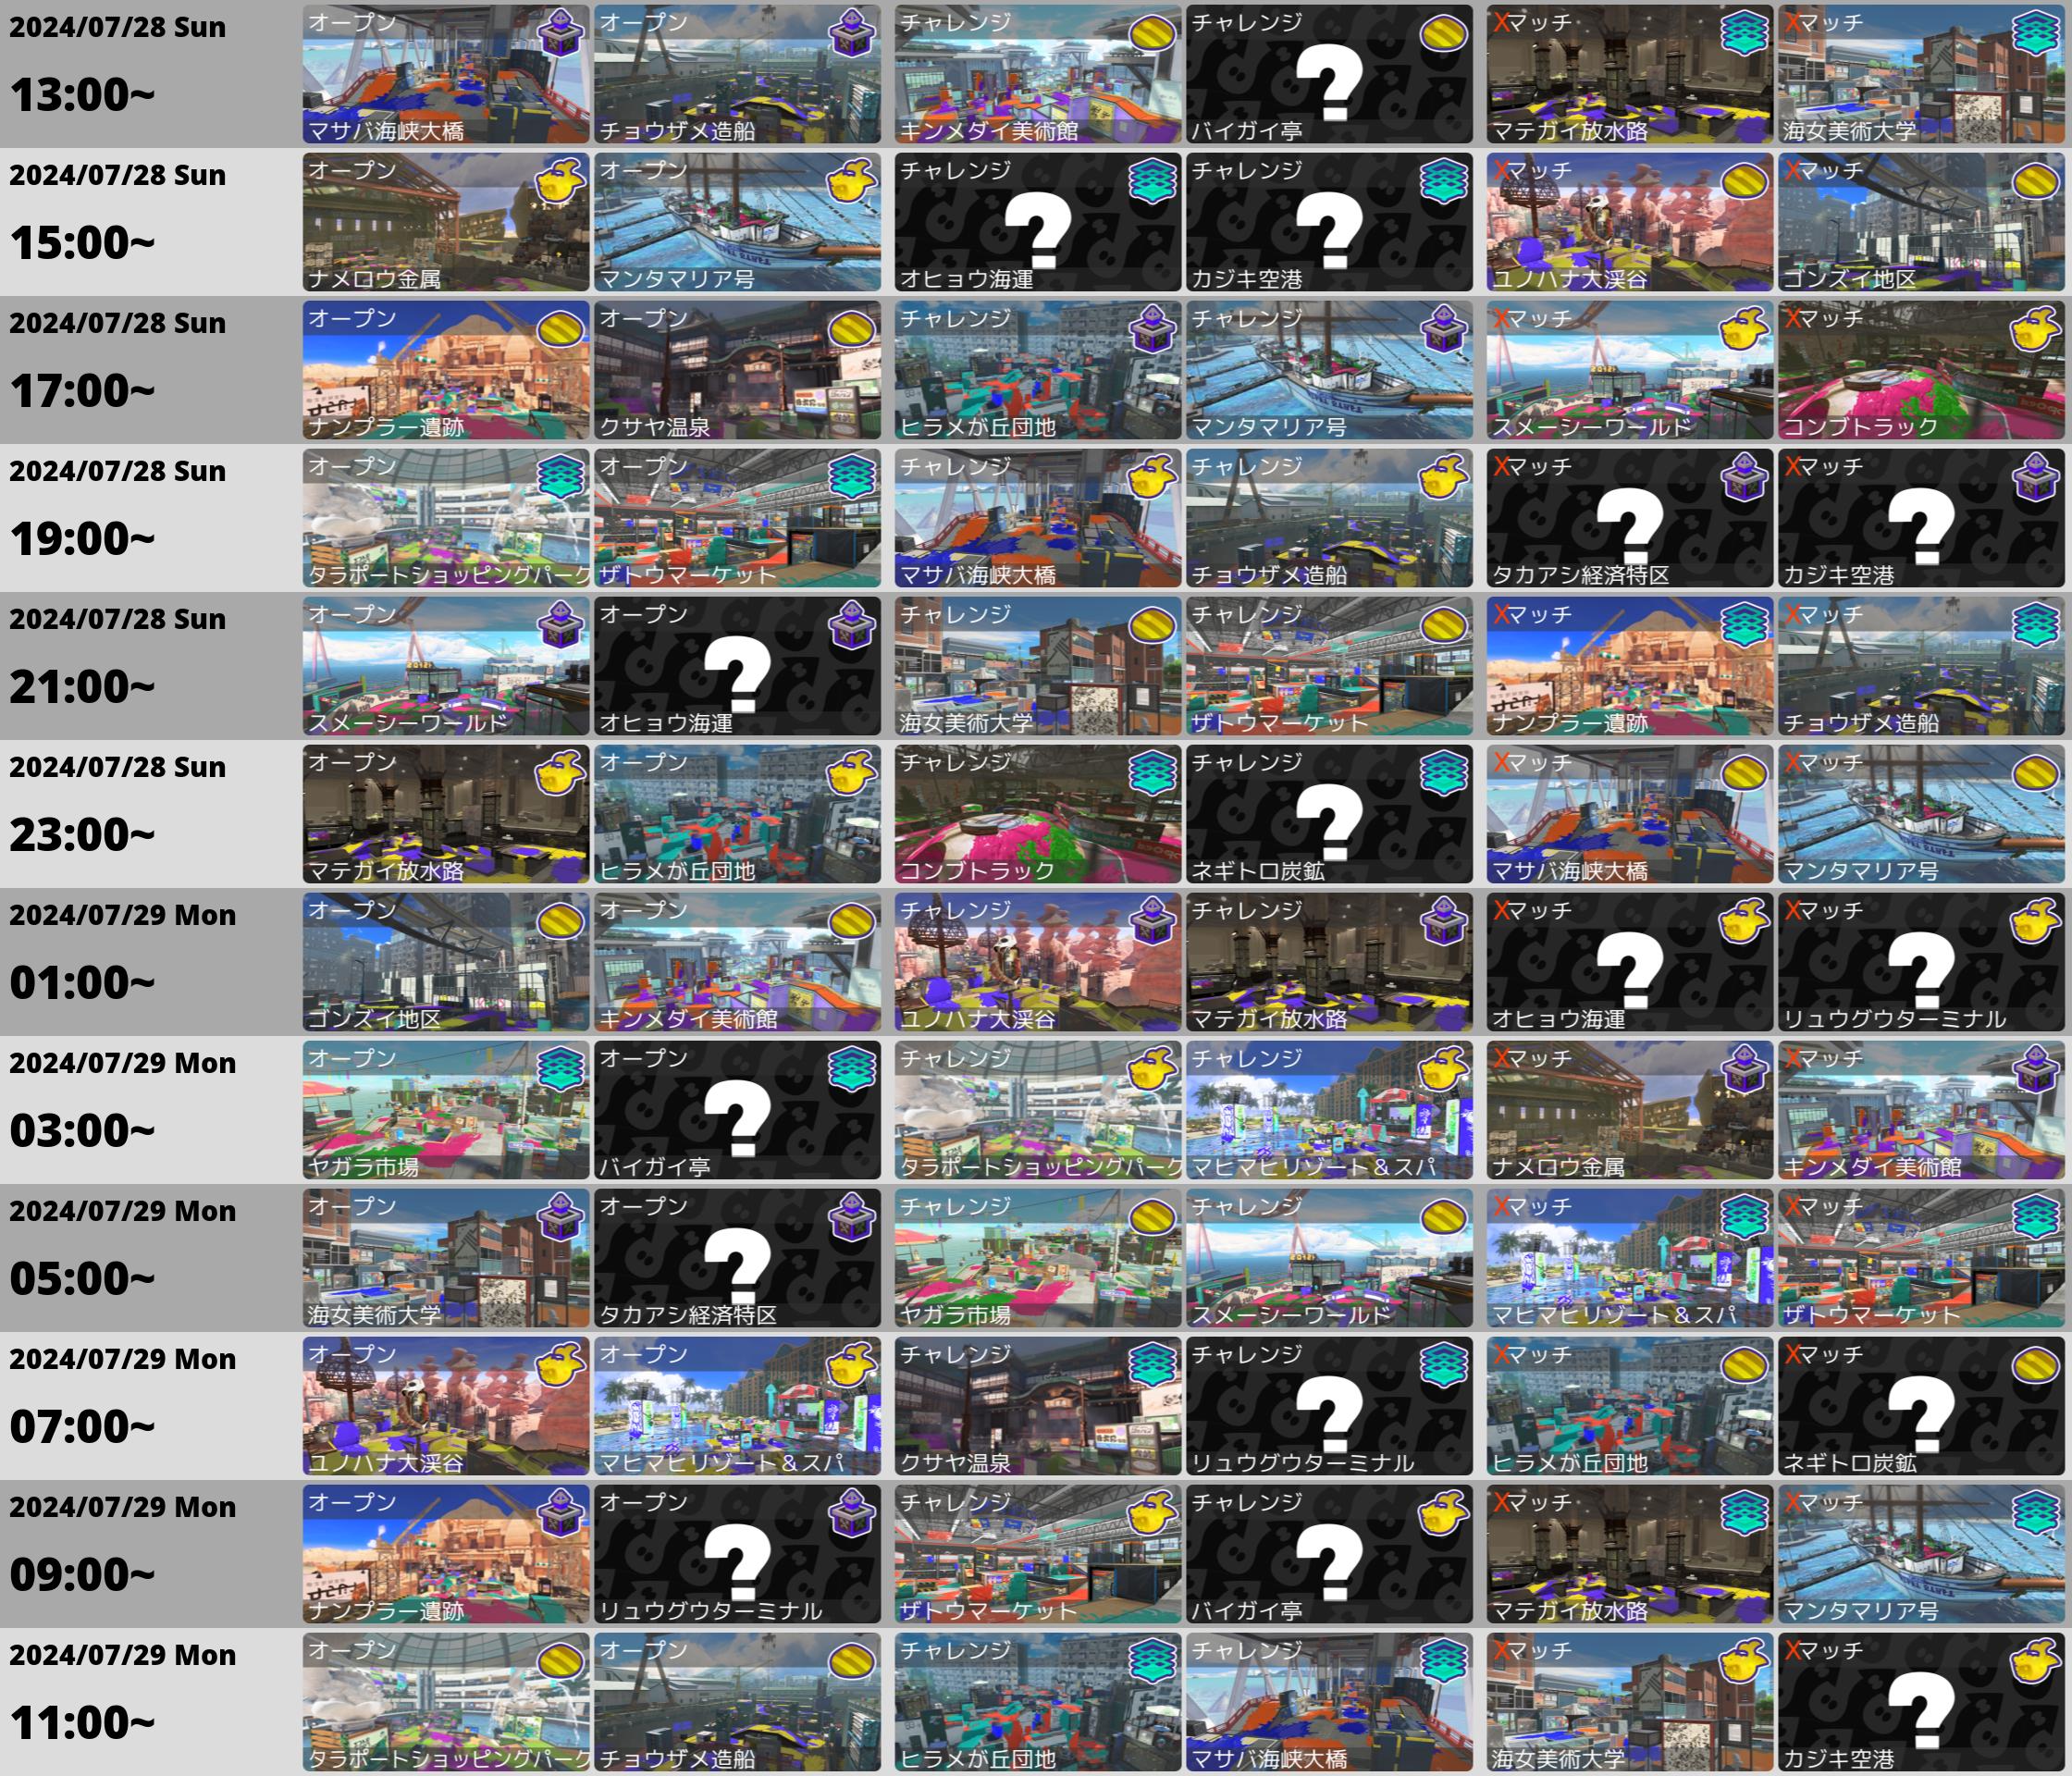 2024/07/28 Sun
13:00~
オープン
マサバ海峡大橋
オープン
チョウザメ造船
チャレンジ
キンメダイ美術館
チャレンジ
?
バイガイ亭
Xマッチ
マテガイ放水路
Xマッチ
海女美術大学
2024/07/28 Sun
15:00~
オープン
ナメロウ金属
オープン
マンタマリア号
チャレンジ
?
オヒョウ海運
チャレンジ
?
カジキ空港
Xマッチ
ユノハナ大渓谷
Xマッチ
ゴンズイ地区
2024/07/28 Sun
17:00~
オープン
ナンプラー遺跡
オープン
クサヤ温泉
チャレンジ
ヒラメが丘団地
チャレンジ
マンタマリア号
Xマッチ
スメーシーワールド
Xマッチ
コンブトラック
2024/07/28 Sun
19:00~
オープン
タラポートショッピングパーク
オープン
ザトウマーケット
チャレンジ
マサバ海峡大橋
チャレンジ
チョウザメ造船
Xマッチ
?
タカアシ経済特区
Xマッチ
?
カジキ空港
2024/07/28 Sun
21:00~
オープン
スメーシーワールド
オープン
?
オヒョウ海運
チャレンジ
海女美術大学
チャレンジ
ザトウマーケット
Xマッチ
ナンプラー遺跡
Xマッチ
チョウザメ造船
2024/07/28 Sun
23:00~
オープン
マテガイ放水路
オープン
ヒラメが丘団地
チャレンジ
コンブトラック
チャレンジ
?
ネギトロ炭鉱
Xマッチ
マサバ海峡大橋
Xマッチ
マンタマリア号
2024/07/29 Mon
01:00~
オープン
ゴンズイ地区
オープン
キンメダイ美術館
チャレンジ
ユノハナ大渓谷
チャレンジ
マテガイ放水路
Xマッチ
?
オヒョウ海運
Xマッチ
?
リュウグウターミナル
2024/07/29 Mon
03:00~
オープン
ヤガラ市場
オープン
?
バイガイ亭
チャレンジ
タラポートショッピングパーク
チャレンジ
マヒマヒリゾート&スパ
Xマッチ
ナメロウ金属
Xマッチ
キンメダイ美術館
2024/07/29 Mon
05:00~
オープン
海女美術大学
オープン
?
タカアシ経済特区
チャレンジ
ヤガラ市場
チャレンジ
スメーシーワールド
Xマッチ
マヒマヒリゾート&スパ
Xマッチ
ザトウマーケット
2024/07/29 Mon
07:00~
オープン
ユノハナ大渓谷
オープン
マヒマヒリゾート&スパ
チャレンジ
クサヤ温泉
チャレンジ
?
リュウグウターミナル
Xマッチ
ヒラメが丘団地
Xマッチ
?
ネギトロ炭鉱
2024/07/29 Mon
09:00~
オープン
ナンプラー遺跡
オープン
?
リュウグウターミナル
チャレンジ
ザトウマーケット
チャレンジ
?
バイガイ亭
Xマッチ
マテガイ放水路
Xマッチ
マンタマリア号
2024/07/29 Mon
11:00~
オープン
タラポートショッピングパーク
オープン
チョウザメ造船
チャレンジ
ヒラメが丘団地
チャレンジ
マサバ海峡大橋
Xマッチ
海女美術大学
Xマッチ
?
カジキ空港